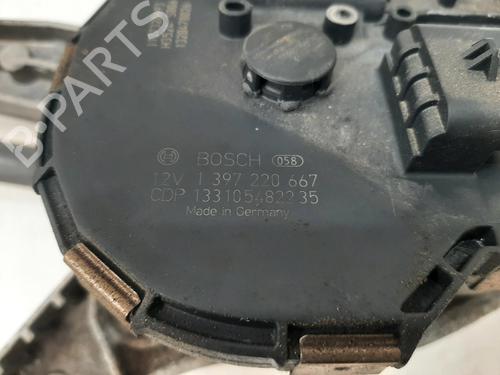 BOSCH 058
12V 1 397 220 667
CDP 133105482235
Made in Germany
B-PARTS